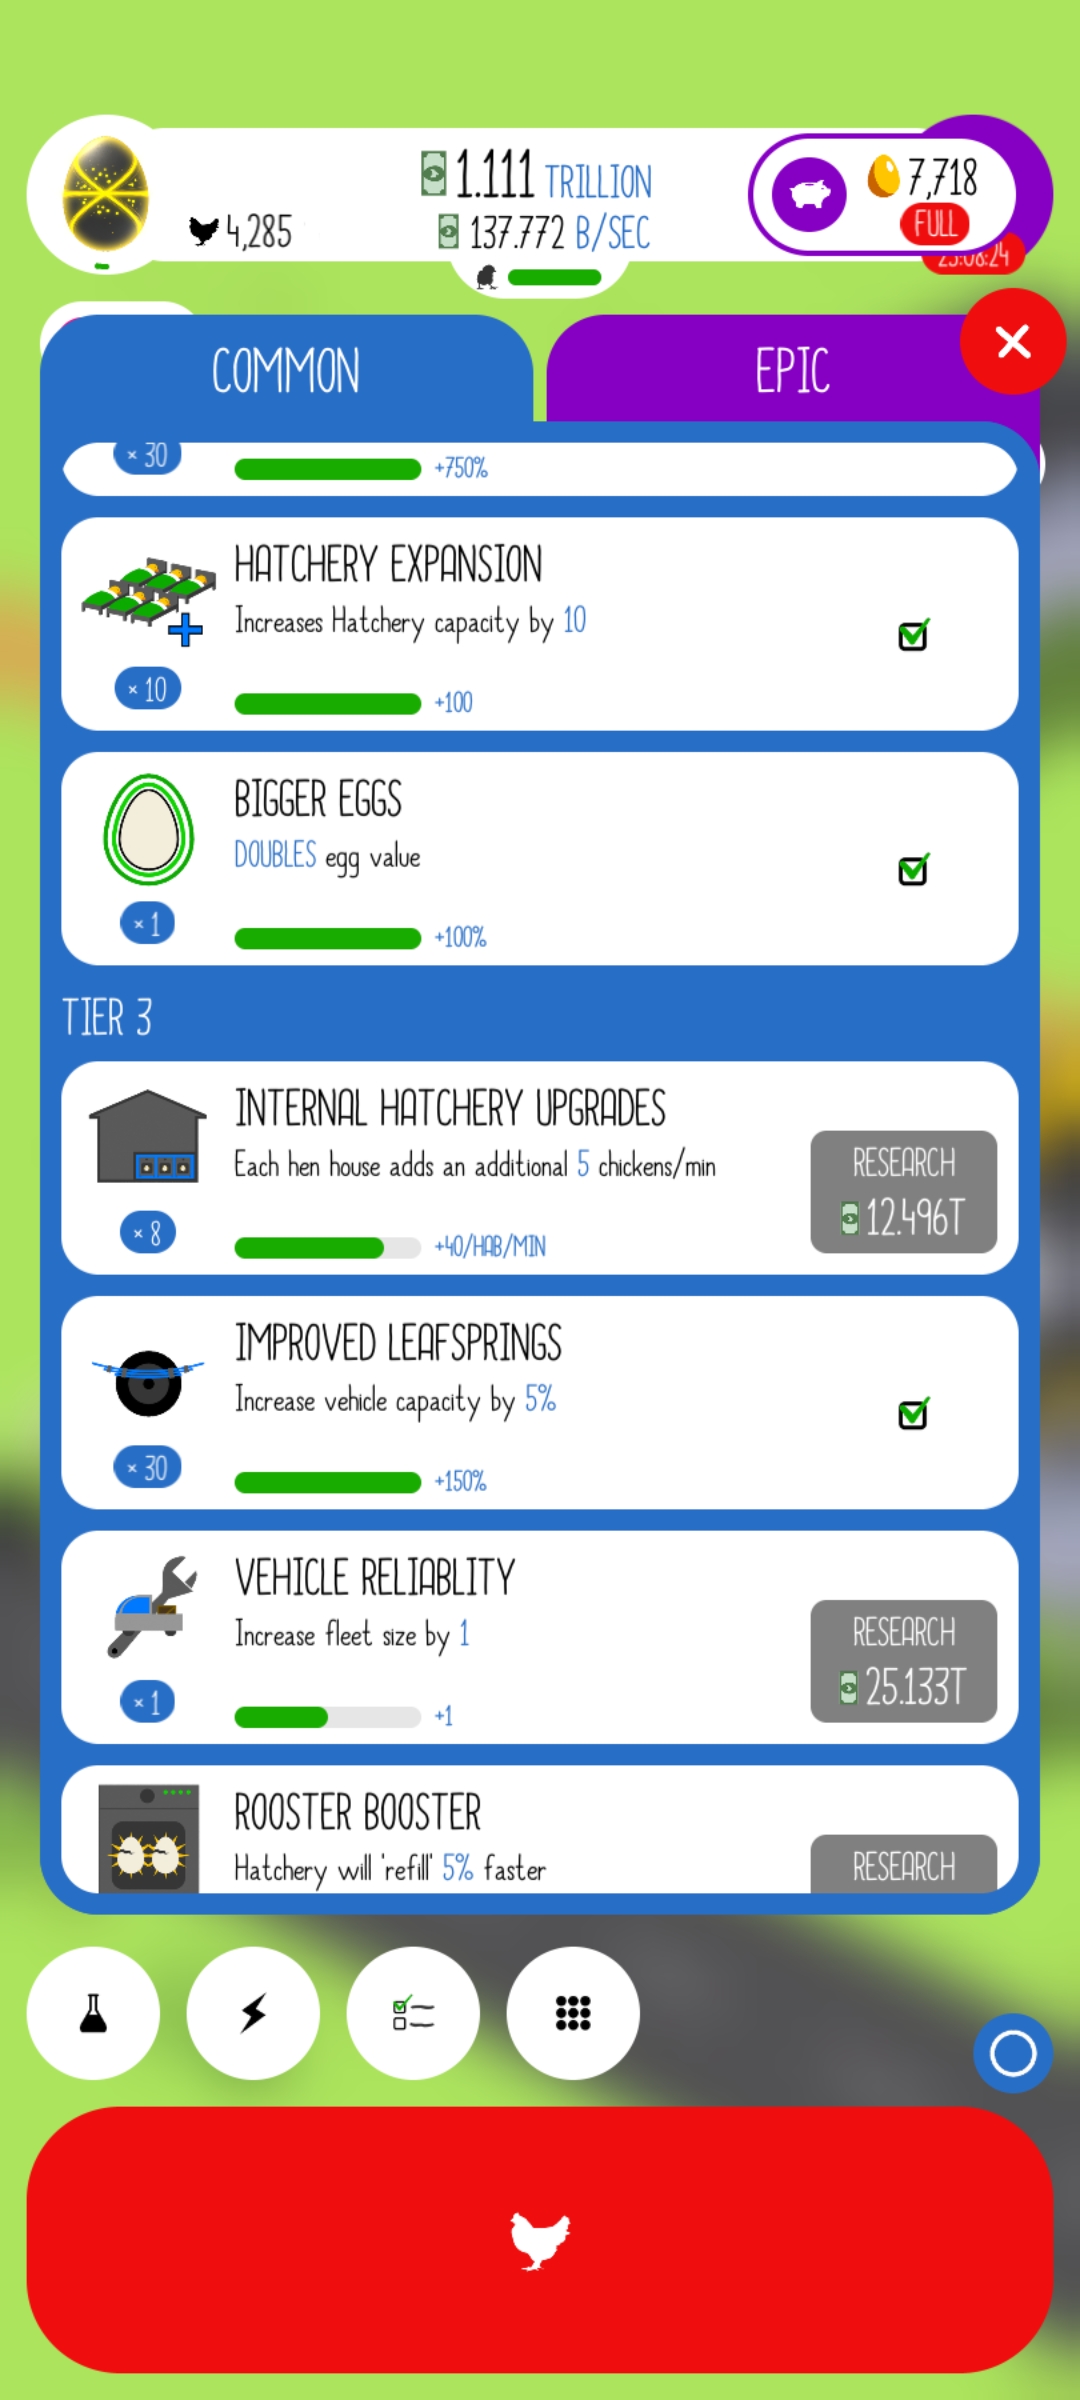 1.111 TRILLION
4,285
137.772 B/SEC
7,718
FULL
23:08:24
COMMON
EPIC
× 30
+750%
HATCHERY EXPANSION
Increases Hatchery capacity by 10
× 10
+100
BIGGER EGGS
DOUBLES egg value
× 1
+100%
TIER 3
INTERNAL HATCHERY UPGRADES
Each hen house adds an additional 5 chickens/min
RESEARCH
12.496T
× 8
+40/HAB/MIN
IMPROVED LEAFSPRINGS
Increase vehicle capacity by 5%
× 30
+150%
VEHICLE RELIABLITY
Increase fleet size by 1
RESEARCH
25.133T
× 1
+1
ROOSTER BOOSTER
Hatchery will 'refill' 5% faster
RESEARCH